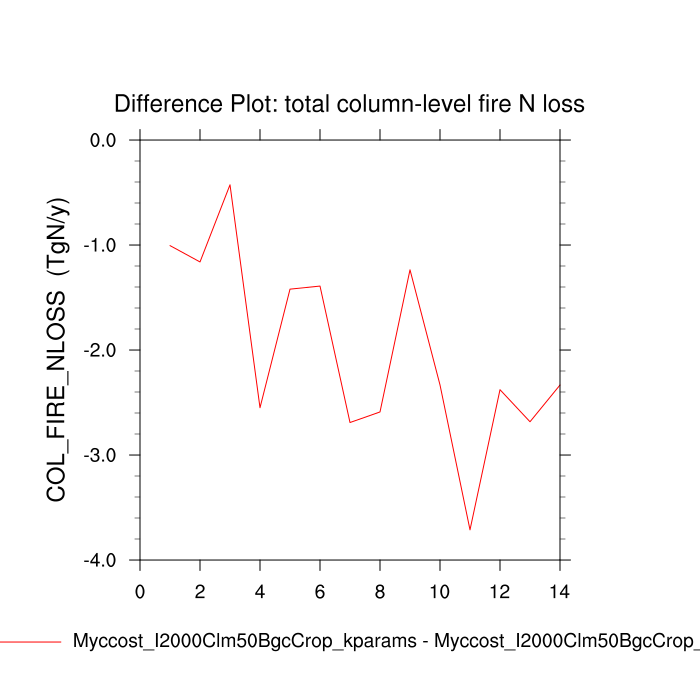 Difference Plot: total column-level fire N loss
COL_FIRE_NLOSS (TgN/y)
0.0
-1.0
-2.0
-3.0
-4.0
0 2 4 6 8 10 12 14
Myccost_I2000Clm50BgcCrop_kparams - Myccost_I2000Clm50BgcCrop_